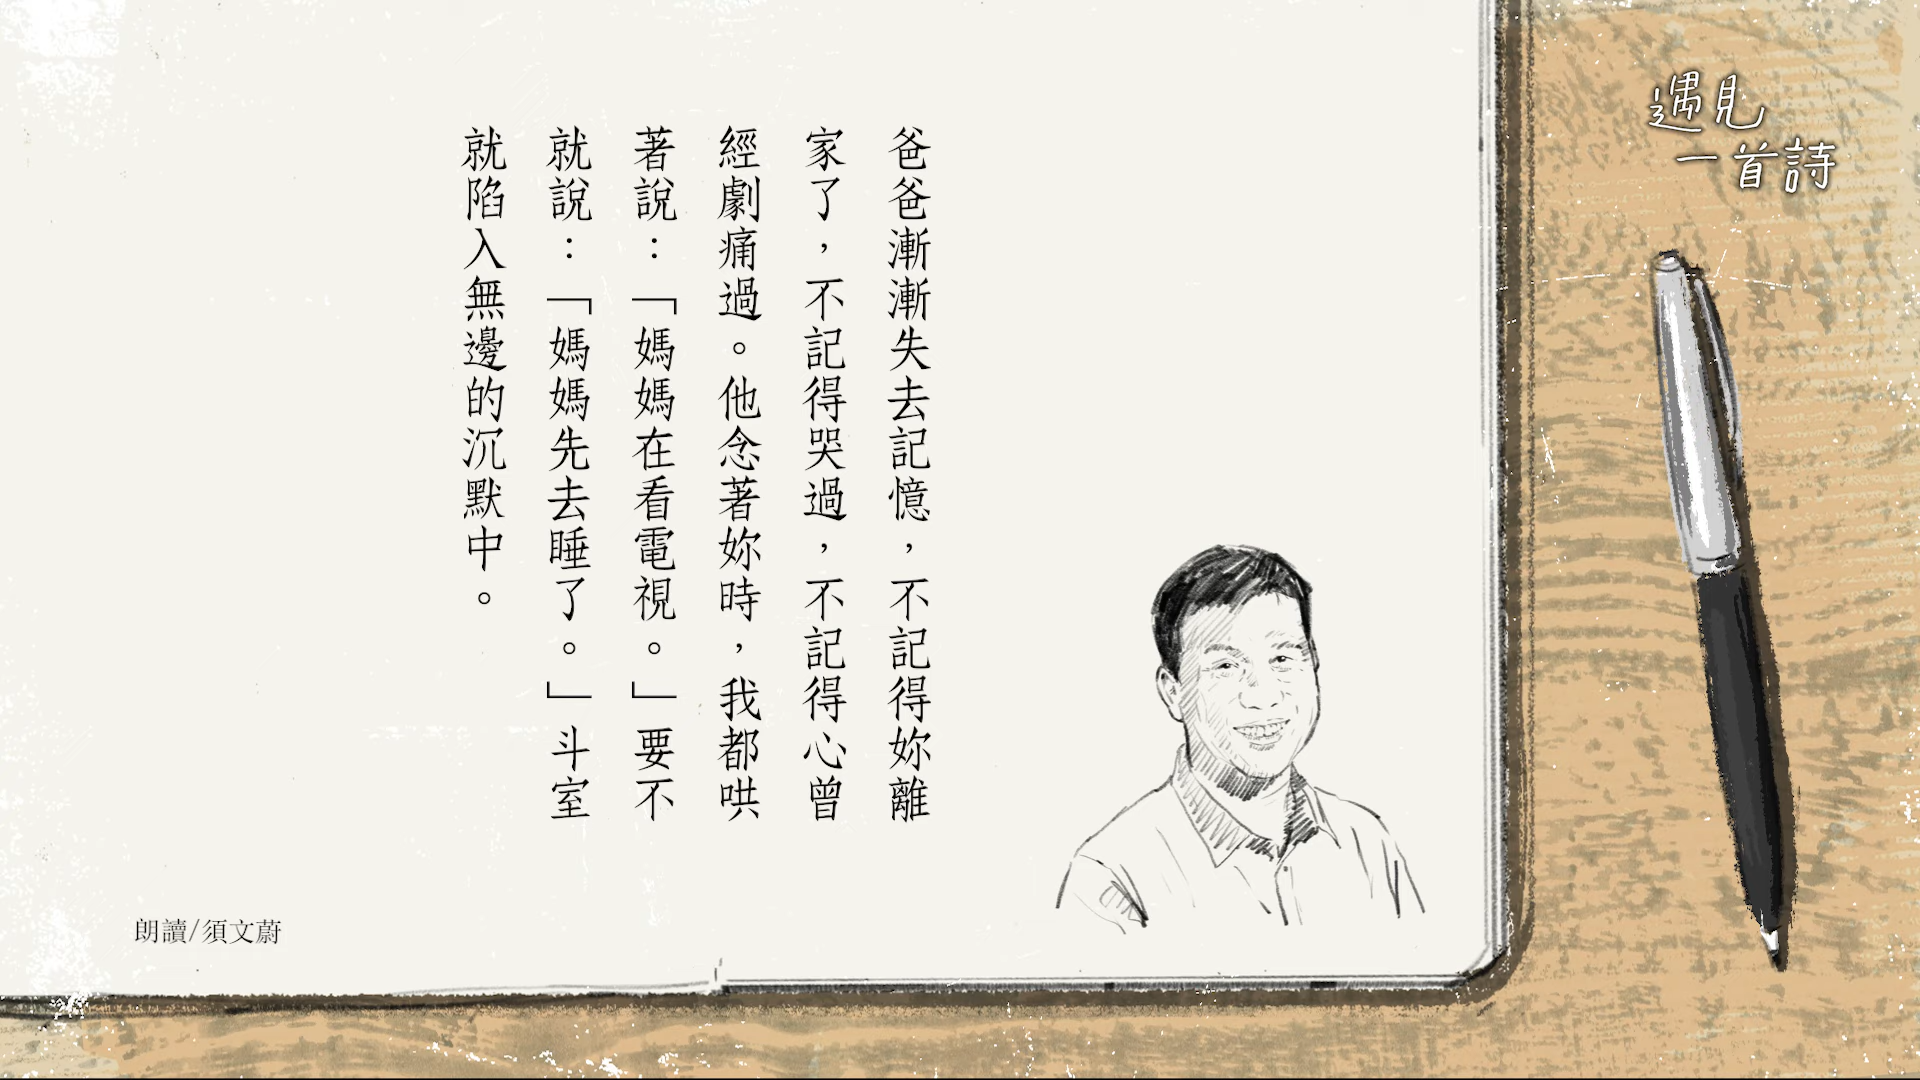 遇見
一首詩
爸爸漸漸失去記憶，不記得妳離
家了，不記得哭過，不記得心曾
經劇痛過。他念著妳時，我都哄
著說：「媽媽在看電視。」要不
就說：「媽媽先去睡了。」斗室
就陷入無邊的沉默中。
朗讀/須文蔚